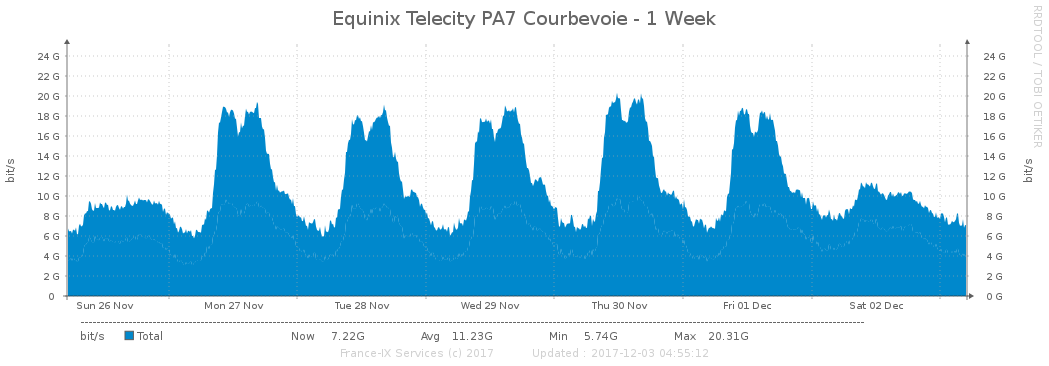 Equinix Telecity PA7 Courbevoie - 1 Week
RRDTOOL / TOBI OETIKER
bit/s
24 G
22 G
20 G
18 G
16 G
14 G
12 G
10 G
8 G
6 G
4 G
2 G
0
24 G
22 G
20 G
18 G
16 G
14 G
12 G
10 G
8 G
6 G
4 G
2 G
0 G
bit/s
Sun 26 Nov Mon 27 Nov Tue 28 Nov Wed 29 Nov Thu 30 Nov Fri 01 Dec Sat 02 Dec
bit/s Total Now 7.22G Avg 11.23G Min 5.74G Max 20.31G
France-IX Services (c) 2017 Updated : 2017-12-03 04:55:12